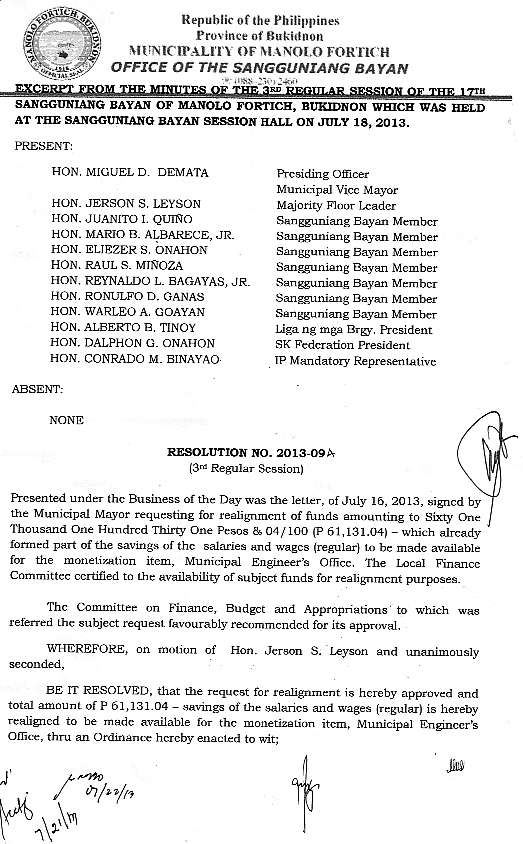 Republic of the Philippines
Province of Bukidnon
MUNICIPALITY OF MANOLO FORTICH
OFFICE OF THE SANGGUNIANG BAYAN
(088-230) 2460
EXCERPT FROM THE MINUTES OF THE 3RD REGULAR SESSION OF THE 17TH
SANGGUNIANG BAYAN OF MANOLO FORTICH, BUKIDNON WHICH WAS HELD
AT THE SANGGUNIANG BAYAN SESSION HALL ON JULY 18, 2013.
PRESENT:
HON. MIGUEL D. DEMATA Presiding Officer
Municipal Vice Mayor
HON. JERSON S. LEYSON Majority Floor Leader
HON. JUANITO I. QUIÑO Sangguniang Bayan Member
HON. MARIO B. ALBARECE, JR. Sangguniang Bayan Member
HON. ELIEZER S. ONAHON Sangguniang Bayan Member
HON. RAUL S. MIÑOZA Sangguniang Bayan Member
HON. REYNALDO L. BAGAYAS, JR. Sangguniang Bayan Member
HON. RONULFO D. GANAS Sangguniang Bayan Member
HON. WARLEO A. GOAYAN Sangguniang Bayan Member
HON. ALBERTO B. TINOY Liga ng mga Brgy. President
HON. DALPHON G. ONAHON SK Federation President
HON. CONRADO M. BINAYAO IP Mandatory Representative
ABSENT:
NONE
RESOLUTION NO. 2013-09A
(3rd Regular Session)
Presented under the Business of the Day was the letter, of July 16, 2013, signed by
the Municipal Mayor requesting for realignment of funds amounting to Sixty One
Thousand One Hundred Thirty One Pesos & 04/100 (P 61,131.04) – which already
formed part of the savings of the salaries and wages (regular) to be made available
for the monetization item, Municipal Engineer's Office. The Local Finance
Committee certified to the availability of subject funds for realignment purposes.
The Committee on Finance, Budget and Appropriations to which was
referred the subject request favourably recommended for its approval.
WHEREFORE, on motion of Hon. Jerson S. Leyson and unanimously
seconded,
BE IT RESOLVED, that the request for realignment is hereby approved and
total amount of P 61,131.04 – savings of the salaries and wages (regular) is hereby
realigned to be made available for the monetization item, Municipal Engineer's
Office, thru an Ordinance hereby enacted to wit;
07/22/13
7/21/13